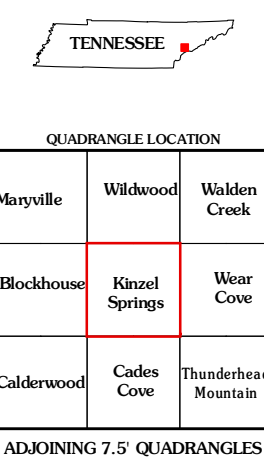 TENNESSEE
QUADRANGLE LOCATION
Maryville
Wildwood
Walden
Creek
Blockhouse
Kinzel
Springs
Wear
Cove
Calderwood
Cades
Cove
Thunderhead
Mountain
ADJOINING 7.5' QUADRANGLES